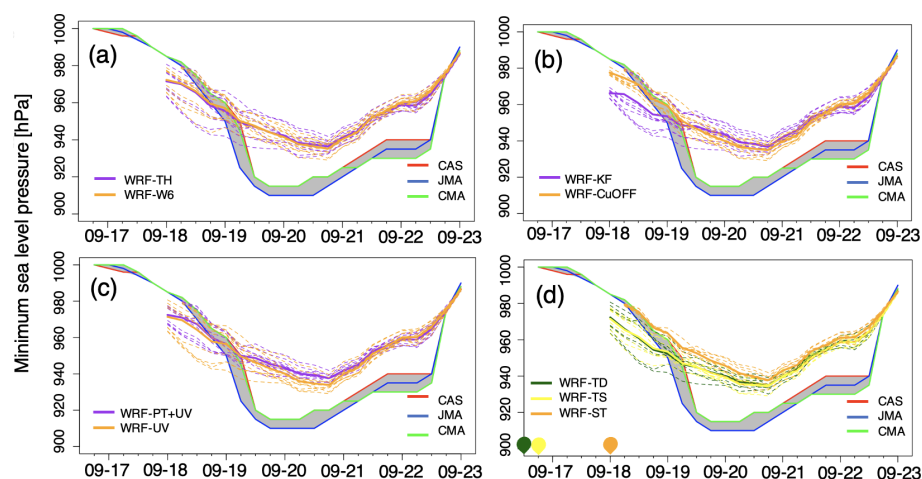 Minimum sea level pressure [hPa]
(a)
1000
980
960
940
920
900
WRF-TH
WRF-W6
CAS
JMA
CMA
09-17 09-18 09-19 09-20 09-21 09-22 09-23
(b)
1000
980
960
940
920
900
WRF-KF
WRF-CuOFF
CAS
JMA
CMA
09-17 09-18 09-19 09-20 09-21 09-22 09-23
(c)
1000
980
960
940
920
900
WRF-PT+UV
WRF-UV
CAS
JMA
CMA
09-17 09-18 09-19 09-20 09-21 09-22 09-23
(d)
1000
980
960
940
920
900
WRF-TD
WRF-TS
WRF-ST
CAS
JMA
CMA
09-17 09-18 09-19 09-20 09-21 09-22 09-23